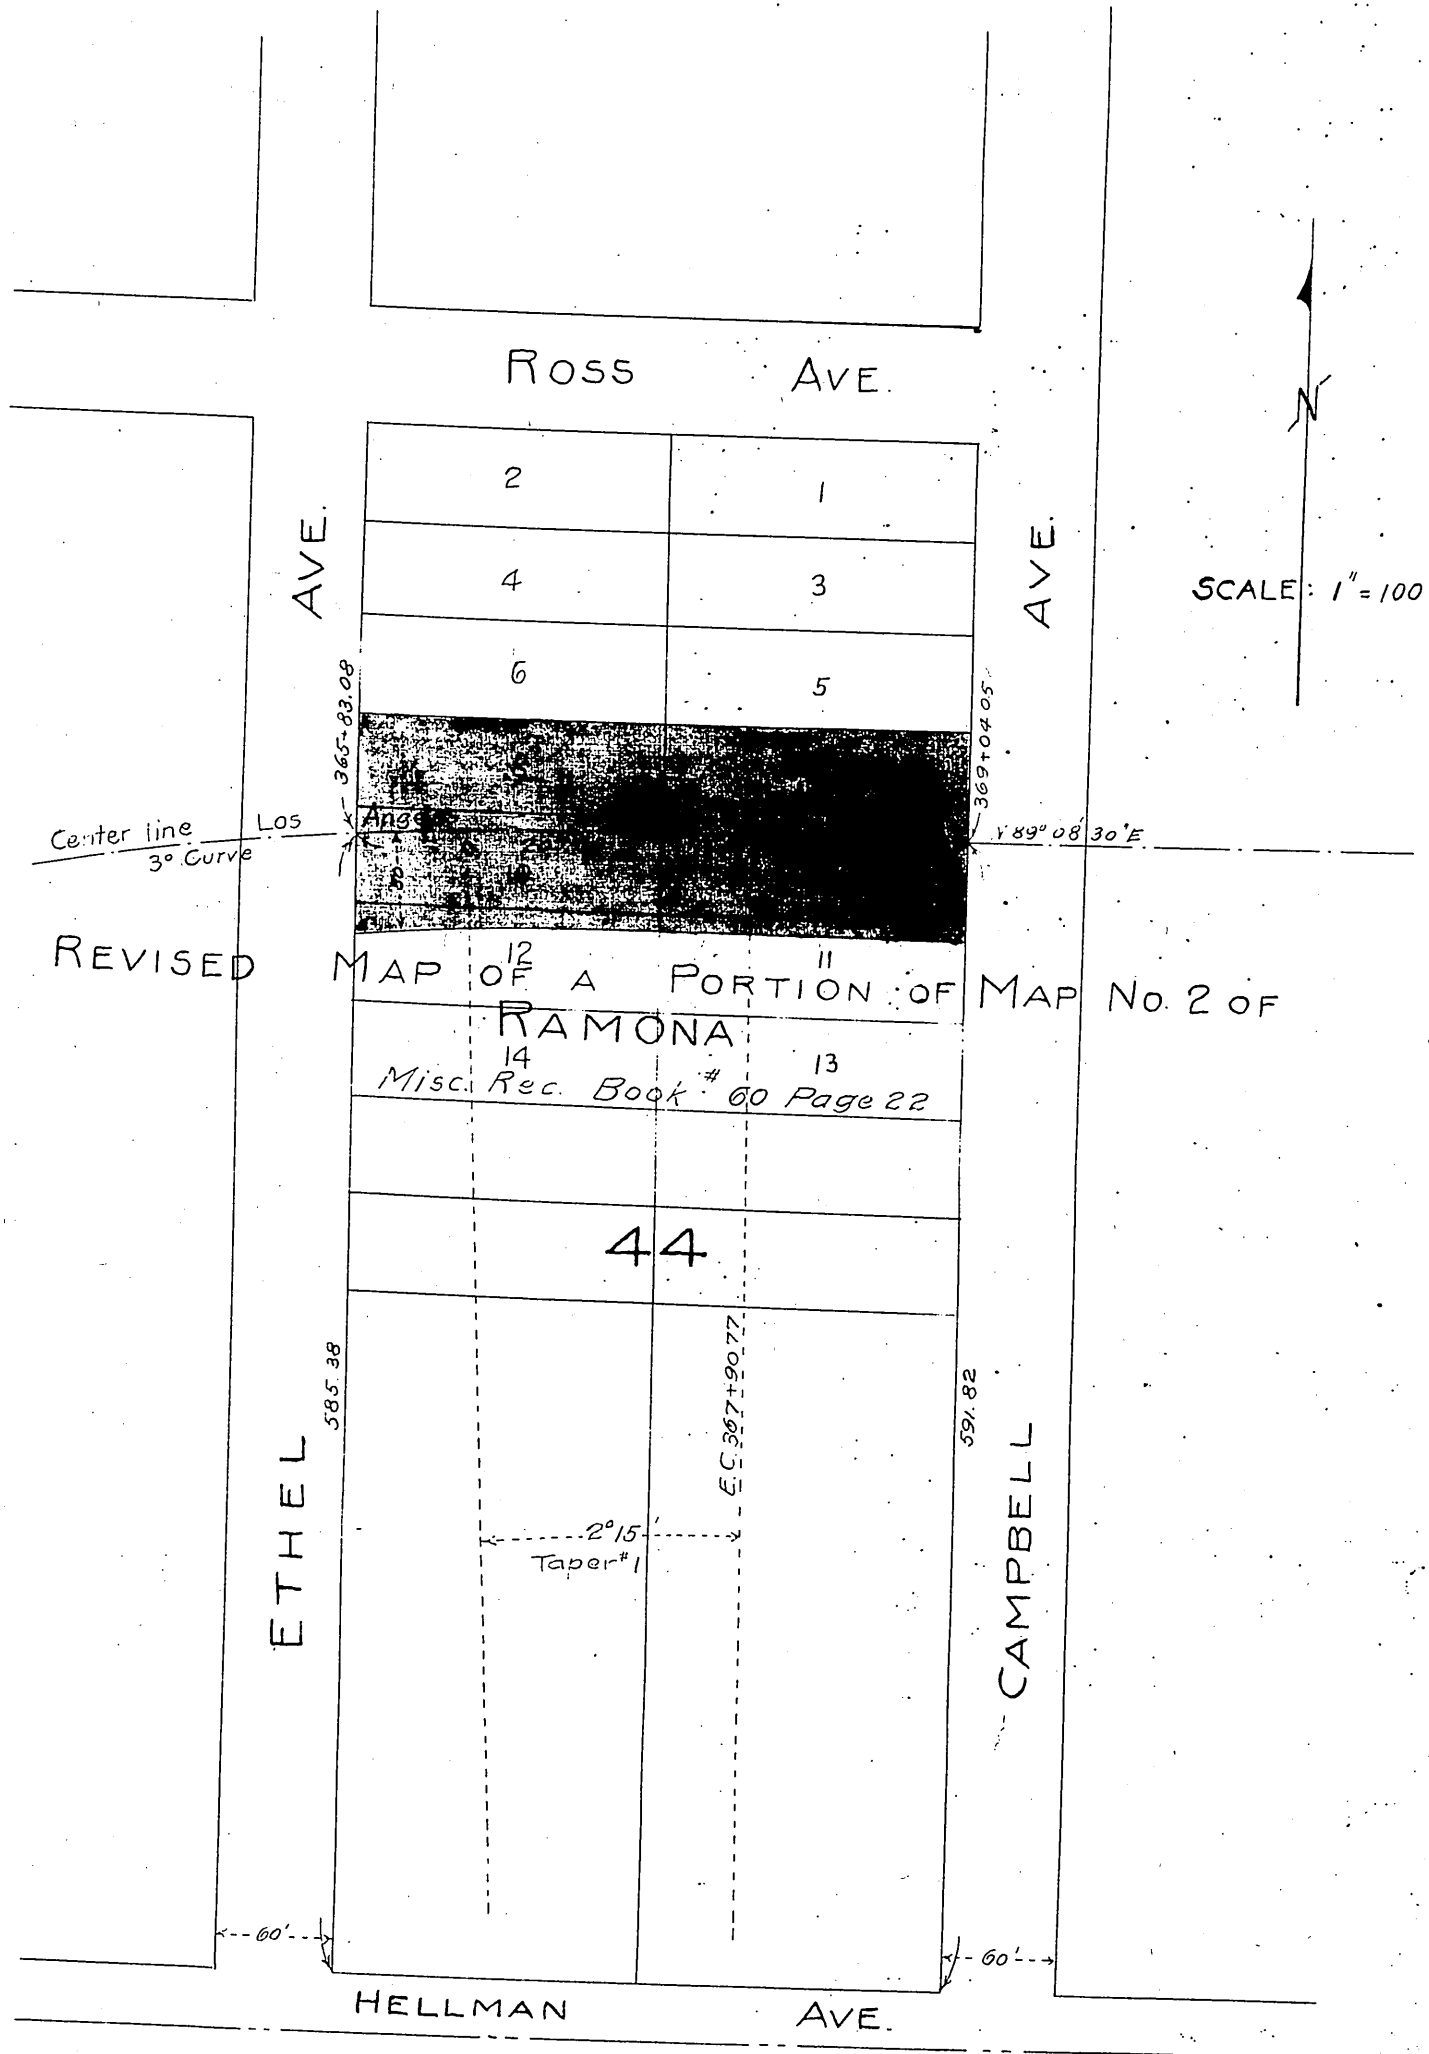 ROSS AVE.
2
1
AVE.
AVE.
4
3
SCALE: 1"=100
N
6
5
365+83.08
369+04.05
Center line
Los
Ange
3° Curve
89° 08' 30" E.
50
REVISED MAP OF A PORTION OF MAP No. 2 OF
12
11
RAMONA
14
13
Misc. Rec. Book # 60 Page 22
44
585.38
E.C. 367+90.77
591.82
ETHEL
CAMPBELL
2° 15'
Taper #1
60'
60'
HELLMAN AVE.